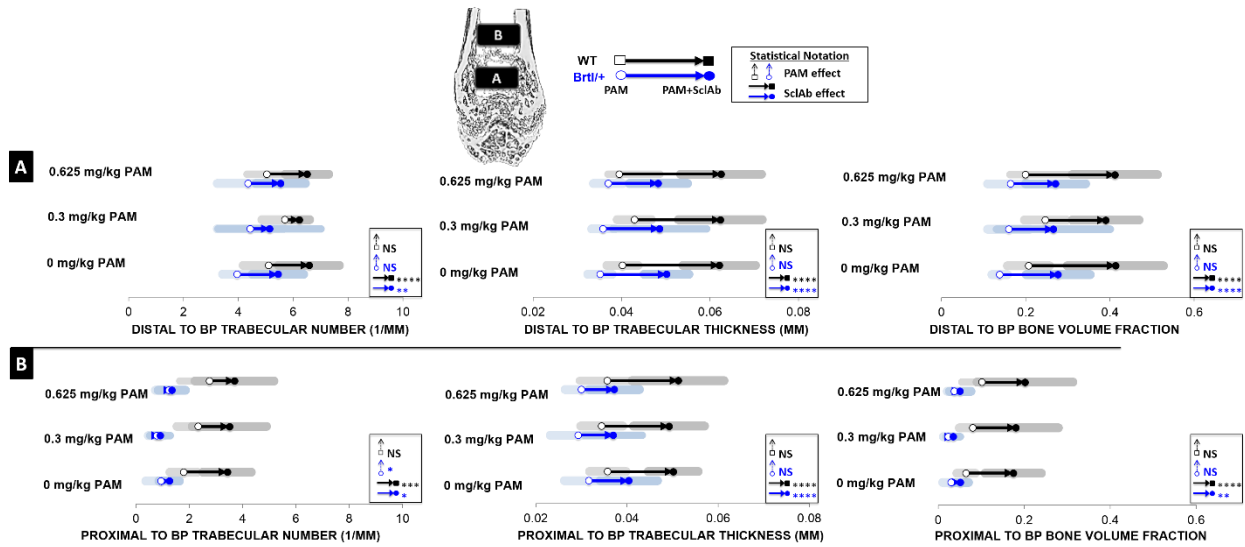 B
A
WT
Brtl/+
PAM
PAM+SclAb
Statistical Notation
PAM effect
SclAb effect
A
0.625 mg/kg PAM
0.3 mg/kg PAM
0 mg/kg PAM
NS
NS
****
**
0 2 4 6 8 10
DISTAL TO BP TRABECULAR NUMBER (1/MM)
0.625 mg/kg PAM
0.3 mg/kg PAM
0 mg/kg PAM
NS
NS
****
****
0.02 0.04 0.06 0.08
DISTAL TO BP TRABECULAR THICKNESS (MM)
0.625 mg/kg PAM
0.3 mg/kg PAM
0 mg/kg PAM
NS
NS
****
****
0 0.2 0.4 0.6
DISTAL TO BP BONE VOLUME FRACTION
B
0.625 mg/kg PAM
0.3 mg/kg PAM
0 mg/kg PAM
NS
*
***
*
0 2 4 6 8 10
PROXIMAL TO BP TRABECULAR NUMBER (1/MM)
0.625 mg/kg PAM
0.3 mg/kg PAM
0 mg/kg PAM
NS
NS
****
****
0.02 0.04 0.06 0.08
PROXIMAL TO BP TRABECULAR THICKNESS (MM)
0.625 mg/kg PAM
0.3 mg/kg PAM
0 mg/kg PAM
NS
NS
****
**
0 0.2 0.4 0.6
PROXIMAL TO BP BONE VOLUME FRACTION